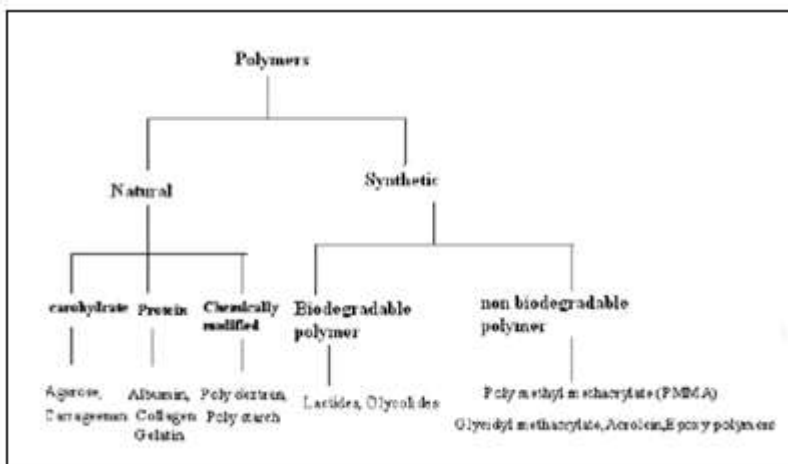 Polymers
Natural
Synthetic
carohydrate
Protein
Chemically
modified
Biodegradable
polymer
non biodegradable
polymer
Agarose,
Carrageenan
Albumin,
Collagen
Gelatin
Poly dextran,
Poly starch
Lactides, Glycolides
Poly methyl methacrylate (PMMA)
Glycidyl methacrylate, Acrolein, Epoxy polymers